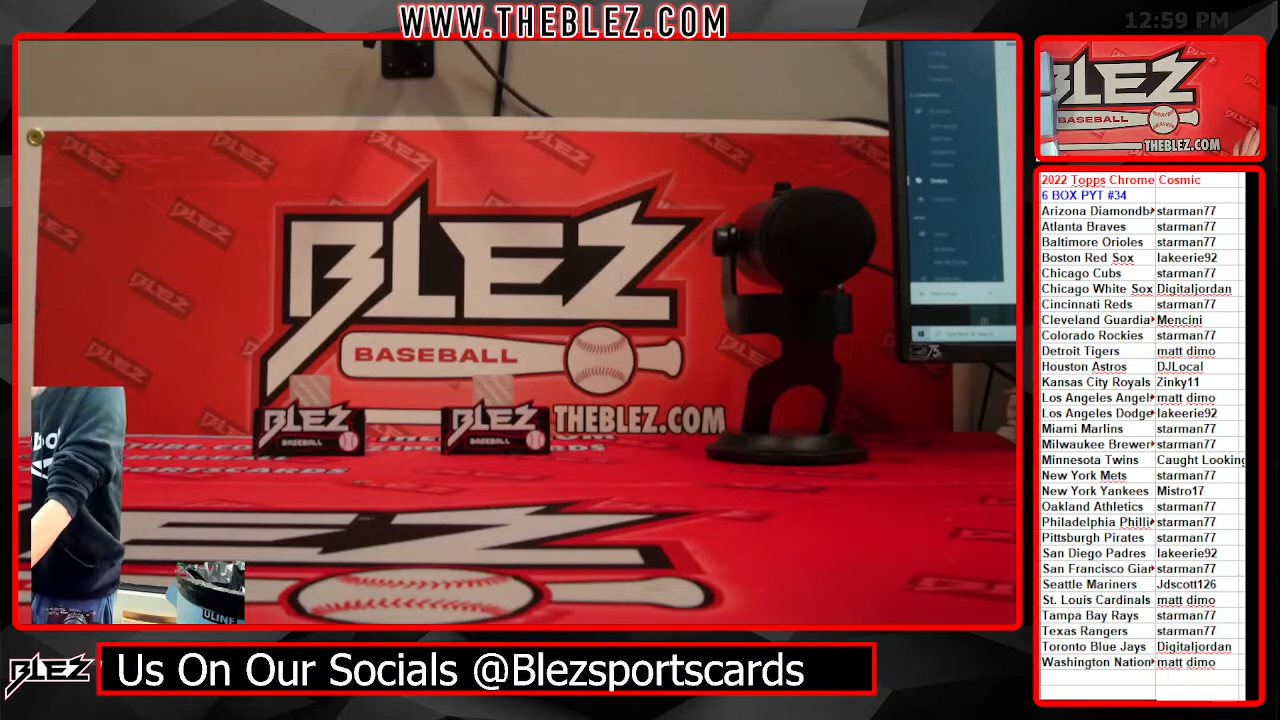 WWW.THEBLEZ.COM
12:59 PM
BLEZ
BASEBALL
THEBLEZ.COM
BLEZ
BASEBALL
BLEZ
BASEBALL
BLEZ
BASEBALL
THEBLEZ.COM
ULINE
2022 Topps Chrome Cosmic
6 BOX PYT #34
Arizona Diamondb starman77
Atlanta Braves starman77
Baltimore Orioles starman77
Boston Red Sox lakeerie92
Chicago Cubs starman77
Chicago White Sox Digitaljordan
Cincinnati Reds starman77
Cleveland Guardia Mencini
Colorado Rockies starman77
Detroit Tigers matt dimo
Houston Astros DJLocal
Kansas City Royals Zinky11
Los Angeles Angel matt dimo
Los Angeles Dodge lakeerie92
Miami Marlins starman77
Milwaukee Brewer starman77
Minnesota Twins Caught Looking
New York Mets starman77
New York Yankees Mistro17
Oakland Athletics starman77
Philadelphia Philli starman77
Pittsburgh Pirates starman77
San Diego Padres lakeerie92
San Francisco Gian starman77
Seattle Mariners Jdscott126
St. Louis Cardinals matt dimo
Tampa Bay Rays starman77
Texas Rangers starman77
Toronto Blue Jays Digitaljordan
Washington Nation matt dimo
BLEZ
Us On Our Socials @Blezsportscards